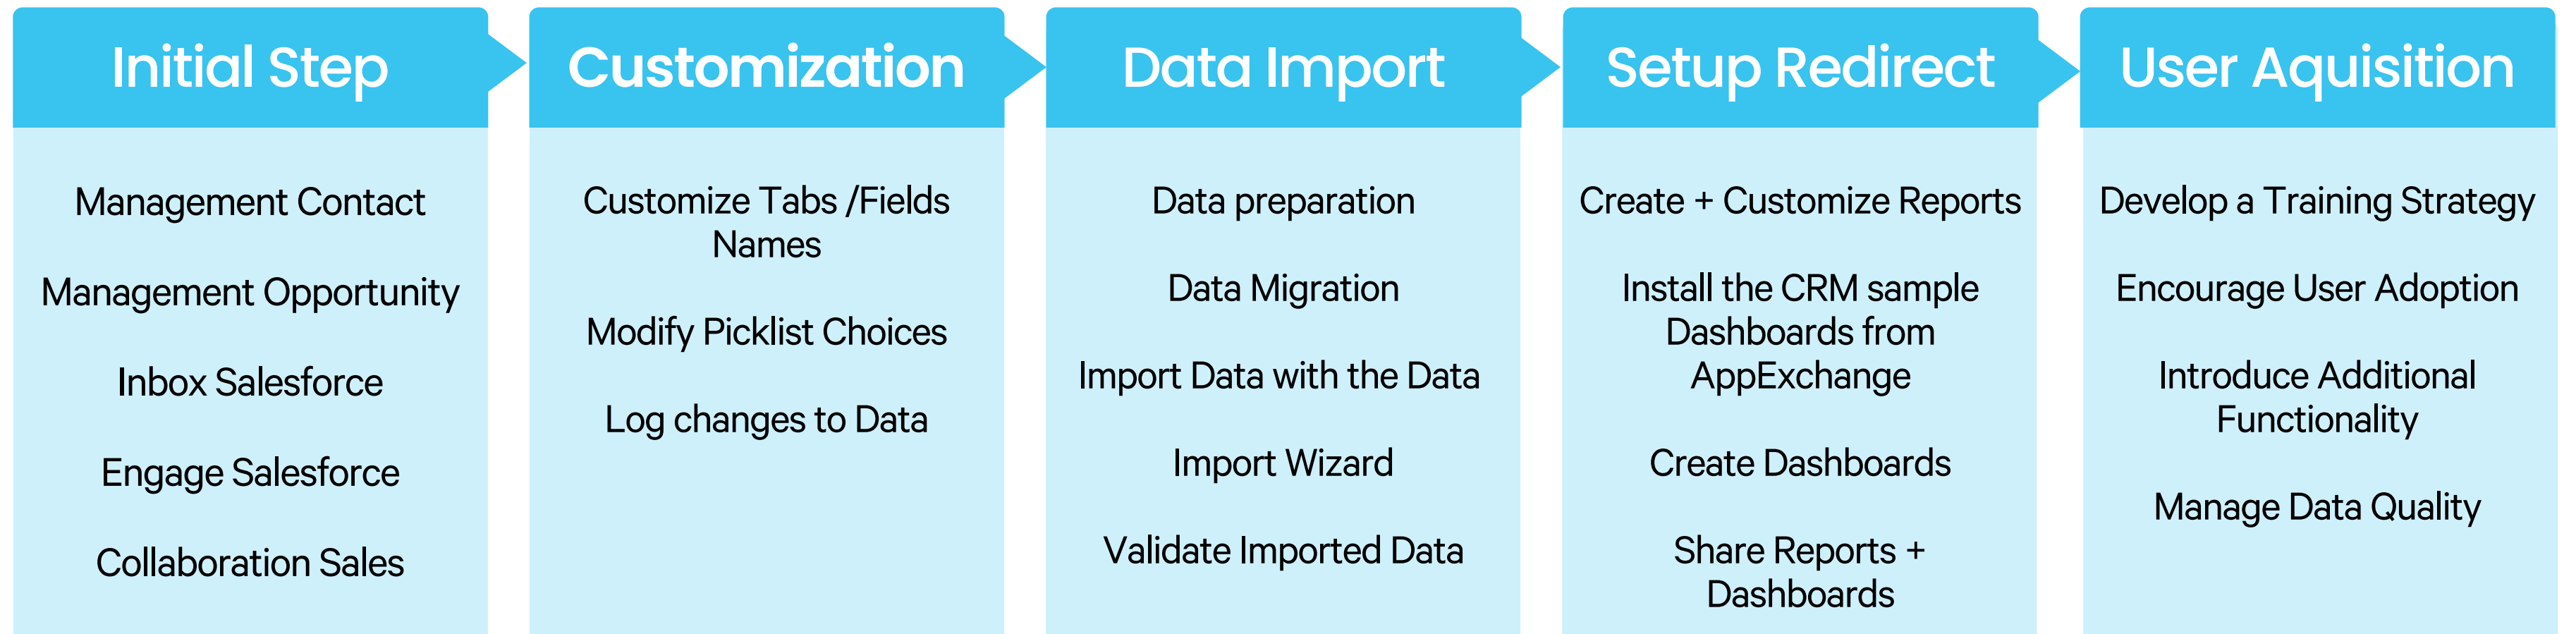 Initial Step
Management Contact
Management Opportunity
Inbox Salesforce
Engage Salesforce
Collaboration Sales
Customization
Customize Tabs /Fields
Names
Modify Picklist Choices
Log changes to Data
Data Import
Data preparation
Data Migration
Import Data with the Data
Import Wizard
Validate Imported Data
Setup Redirect
Create + Customize Reports
Install the CRM sample
Dashboards from
AppExchange
Create Dashboards
Share Reports +
Dashboards
User Aquisition
Develop a Training Strategy
Encourage User Adoption
Introduce Additional
Functionality
Manage Data Quality